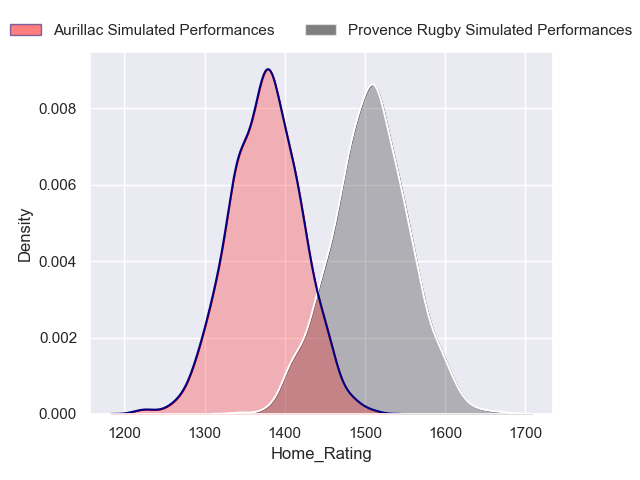 Aurillac Simulated Performances
Provence Rugby Simulated Performances
0.008
0.006
0.004
0.002
0.000
Density
1200 1300 1400 1500 1600 1700
Home_Rating